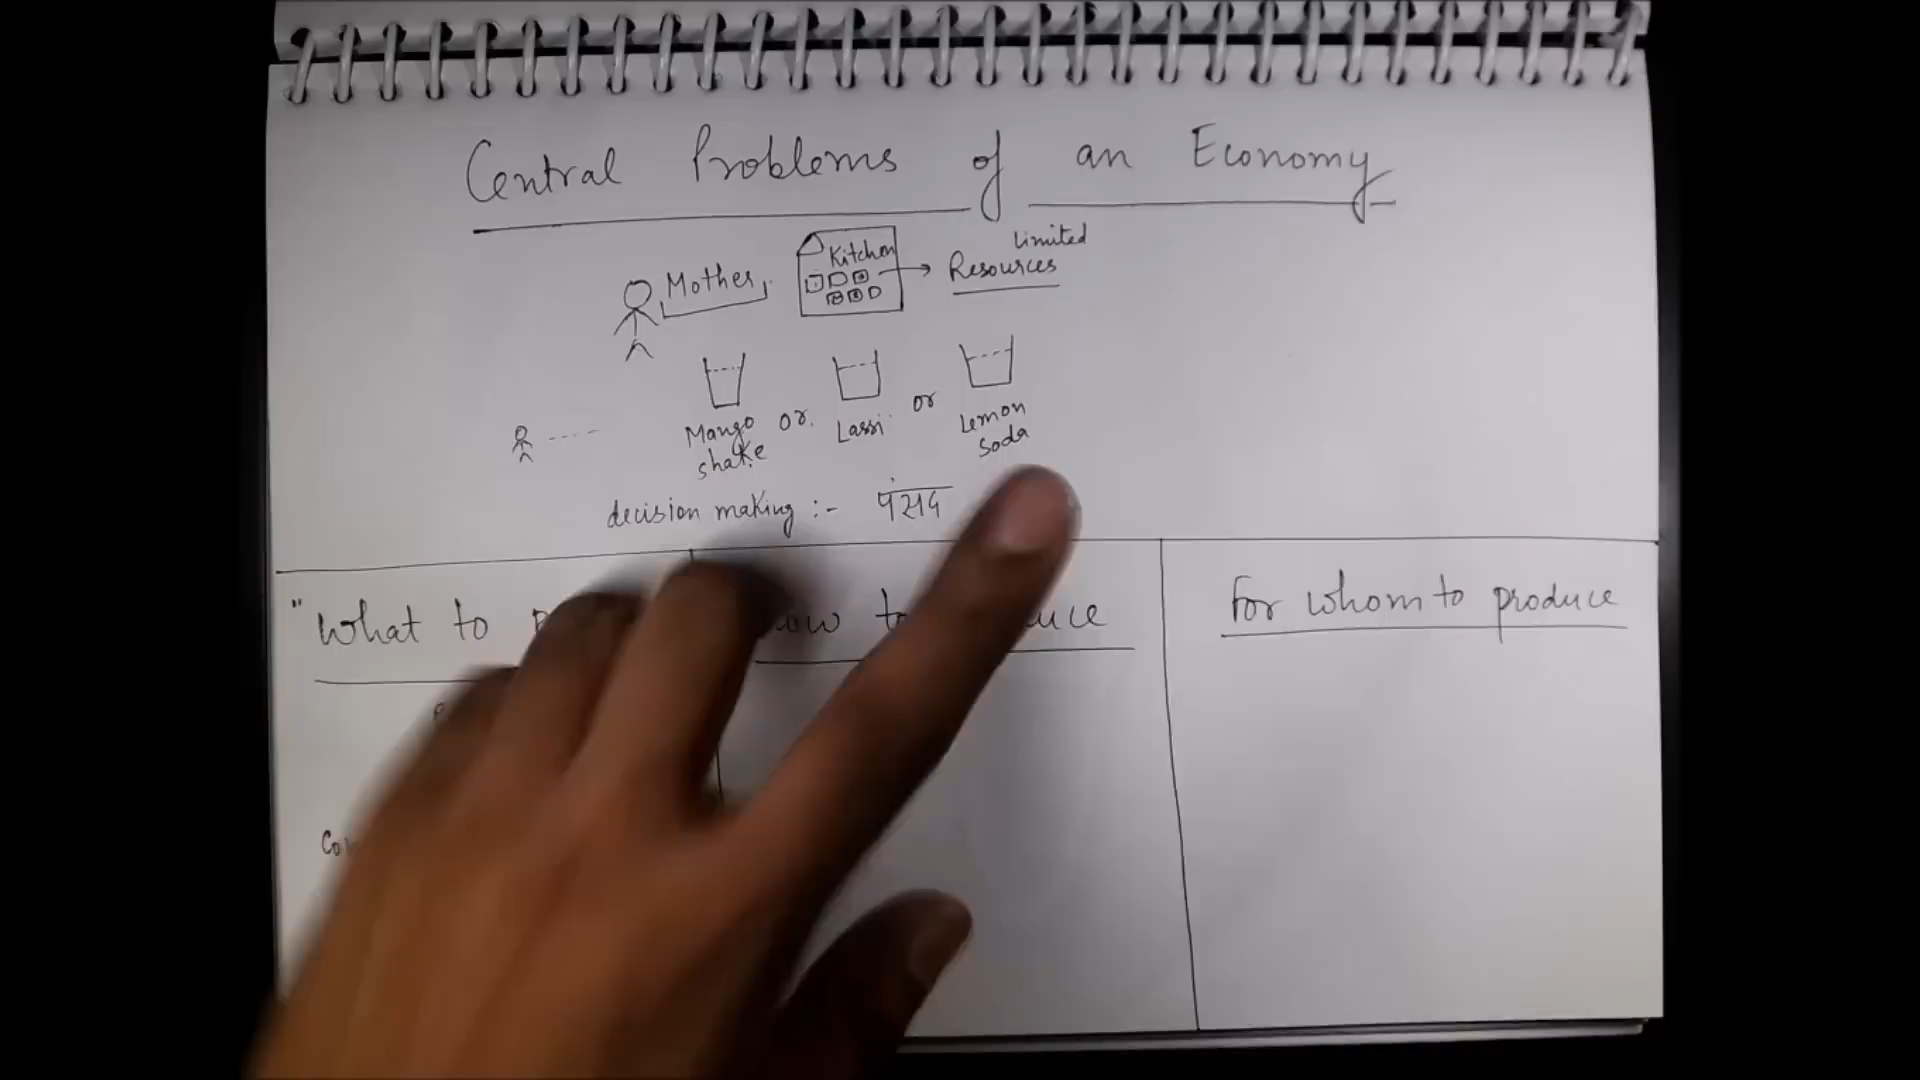 Central Problems of an Economy
Mother
Kitchen
Limited
Resources
Mango shake or Lassi or Lemon Soda
decision making :- पंसाद
"What to
to
for whom to produce